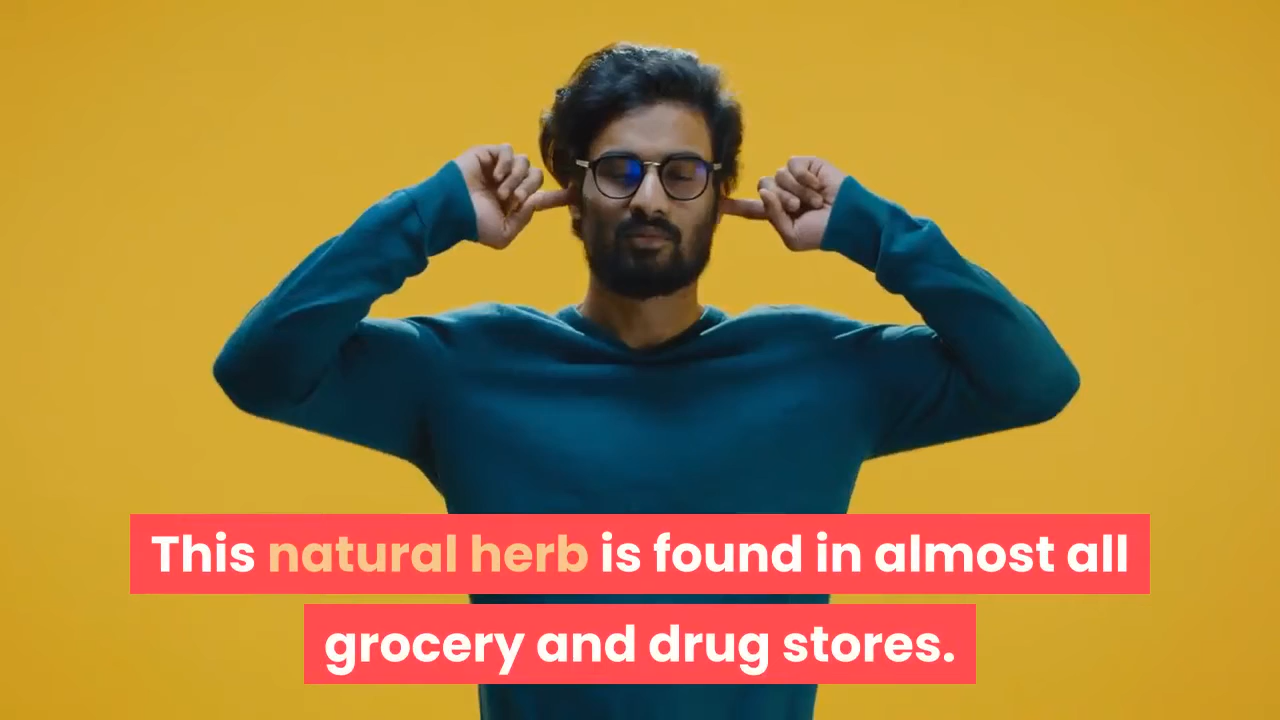 This natural herb is found in almost all
grocery and drug stores.